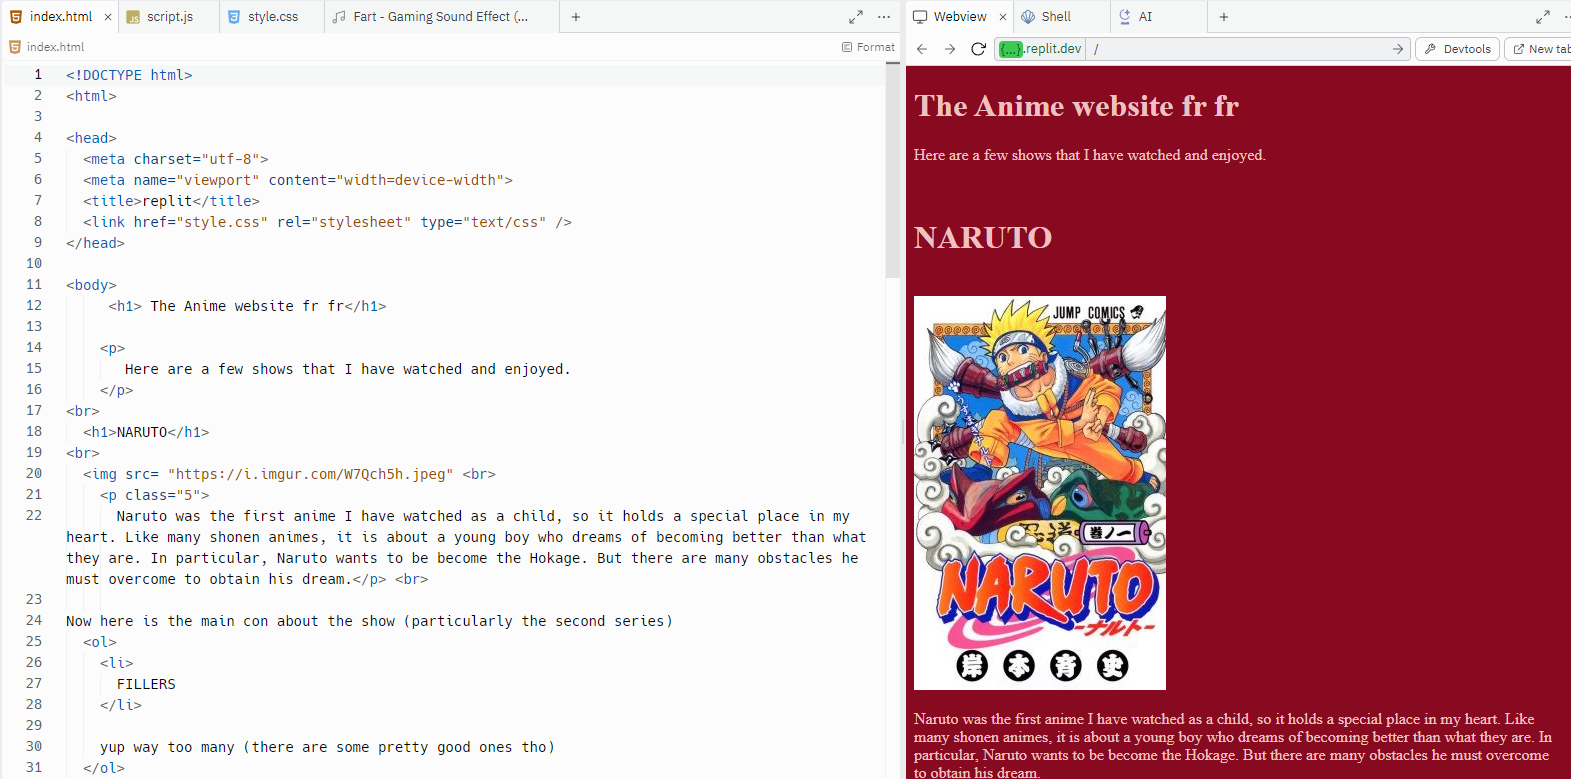 index.html × script.js style.css Fart - Gaming Sound Effect (... + ...
index.html Format
1 <!DOCTYPE html>
2 <html>
3
4 <head>
5 <meta charset="utf-8">
6 <meta name="viewport" content="width=device-width">
7 <title>replit</title>
8 <link href="style.css" rel="stylesheet" type="text/css" />
9 </head>
10
11 <body>
12 <h1> The Anime website fr fr</h1>
13
14 <p>
15 Here are a few shows that I have watched and enjoyed.
16 </p>
17 <br>
18 <h1>NARUTO</h1>
19 <br>
20 <img src= "https://i.imgur.com/W7Qch5h.jpeg" <br>
21 <p class="5">
22 Naruto was the first anime I have watched as a child, so it holds a special place in my
heart. Like many shonen animes, it is about a young boy who dreams of becoming better than what
they are. In particular, Naruto wants to be become the Hokage. But there are many obstacles he
must overcome to obtain his dream.</p> <br>
23
24 Now here is the main con about the show (particularly the second series)
25 <ol>
26 <li>
27 FILLERS
28 </li>
29
30 yup way too many (there are some pretty good ones tho)
31 </ol>
Webview × Shell AI +
{...}.replit.dev / Devtools New tab
The Anime website fr fr
Here are a few shows that I have watched and enjoyed.
NARUTO
JUMP COMICS
巻ノ一
NARUTO
-ナルト-
岸本斉史
Naruto was the first anime I have watched as a child, so it holds a special place in my heart. Like
many shonen animes, it is about a young boy who dreams of becoming better than what they are. In
particular, Naruto wants to be become the Hokage. But there are many obstacles he must overcome
to obtain his dream.